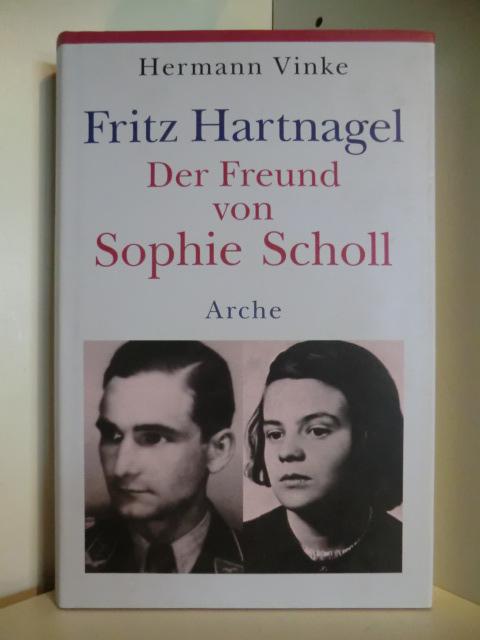 Hermann Vinke
Fritz Hartnagel
Der Freund
von
Sophie Scholl
Arche